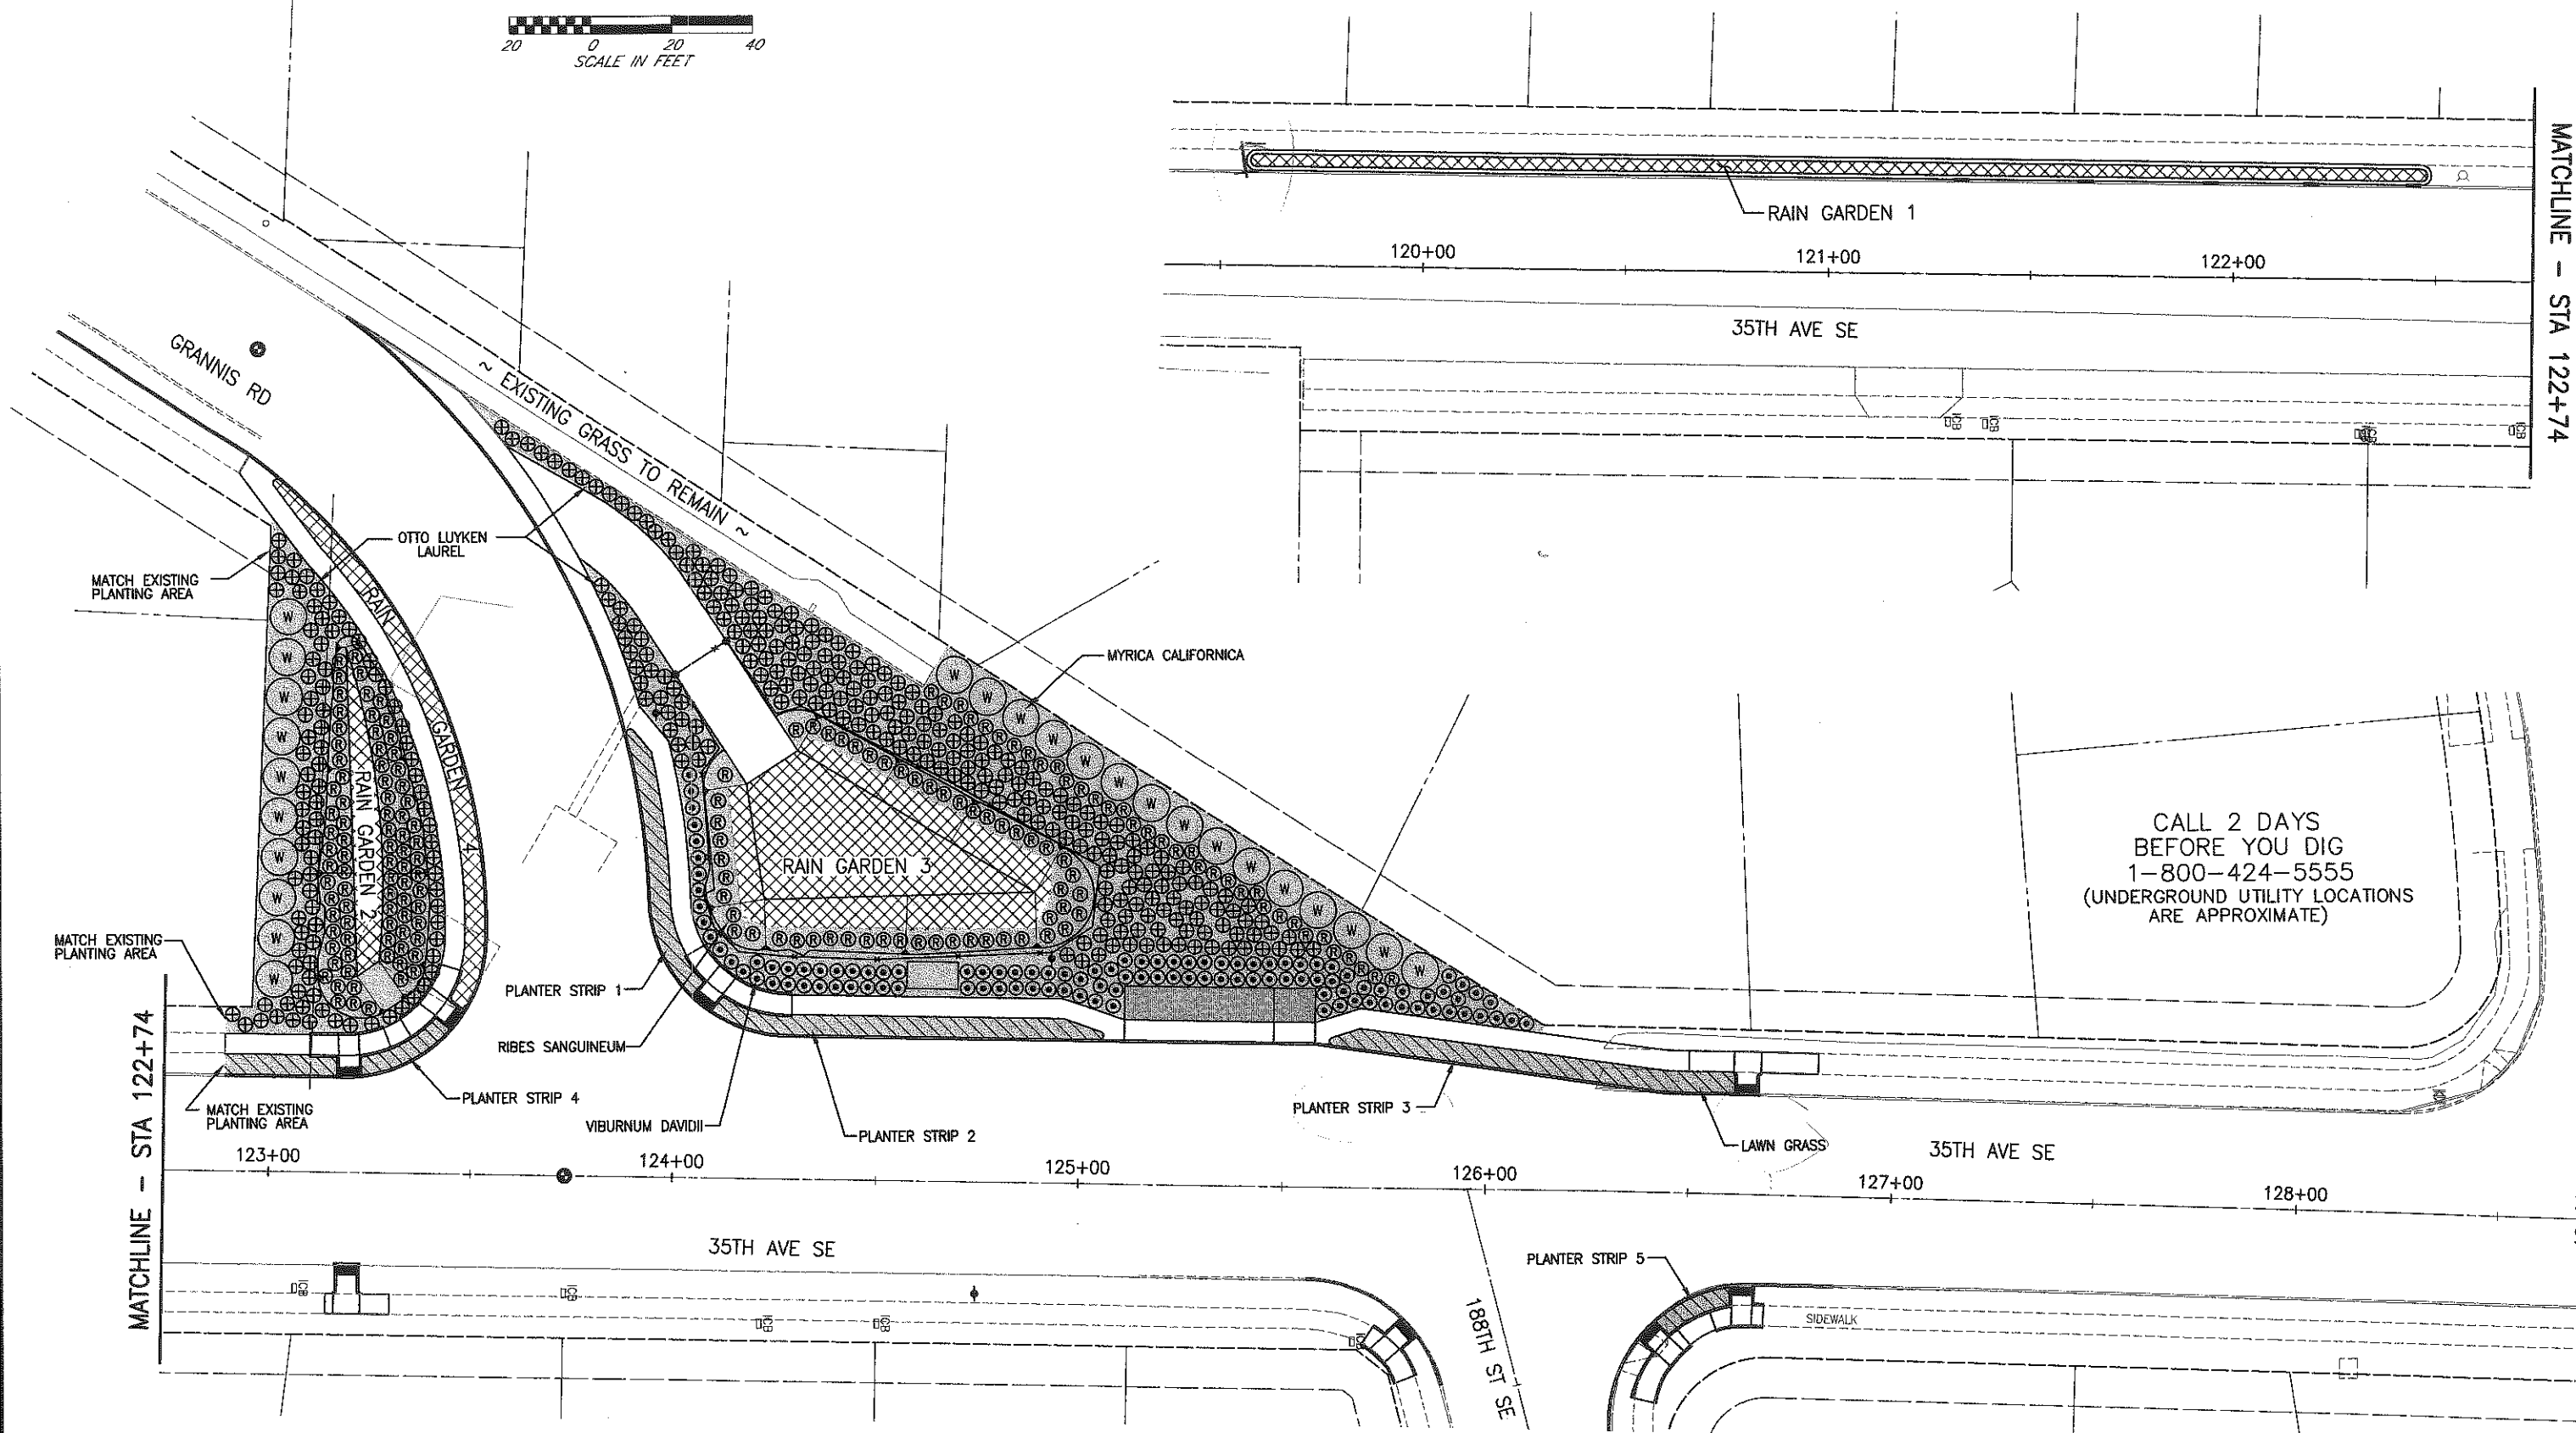 20 0 20 40
SCALE IN FEET
RAIN GARDEN 1
120+00
121+00
122+00
35TH AVE SE
MATCHLINE - STA 122+74
GRANNIS RD
~ EXISTING GRASS TO REMAIN ~
OTTO LUYKEN
LAUREL
MATCH EXISTING
PLANTING AREA
RAIN GARDEN 4
RAIN GARDEN 2
MYRICA CALIFORNICA
RAIN GARDEN 3
CALL 2 DAYS
BEFORE YOU DIG
1-800-424-5555
(UNDERGROUND UTILITY LOCATIONS
ARE APPROXIMATE)
MATCH EXISTING
PLANTING AREA
PLANTER STRIP 1
RIBES SANGUINEUM
PLANTER STRIP 4
MATCH EXISTING
PLANTING AREA
VIBURNUM DAVIDII
PLANTER STRIP 2
PLANTER STRIP 3
LAWN GRASS
35TH AVE SE
MATCHLINE - STA 122+74
123+00
124+00
125+00
126+00
127+00
128+00
35TH AVE SE
188TH ST SE
PLANTER STRIP 5
SIDEWALK